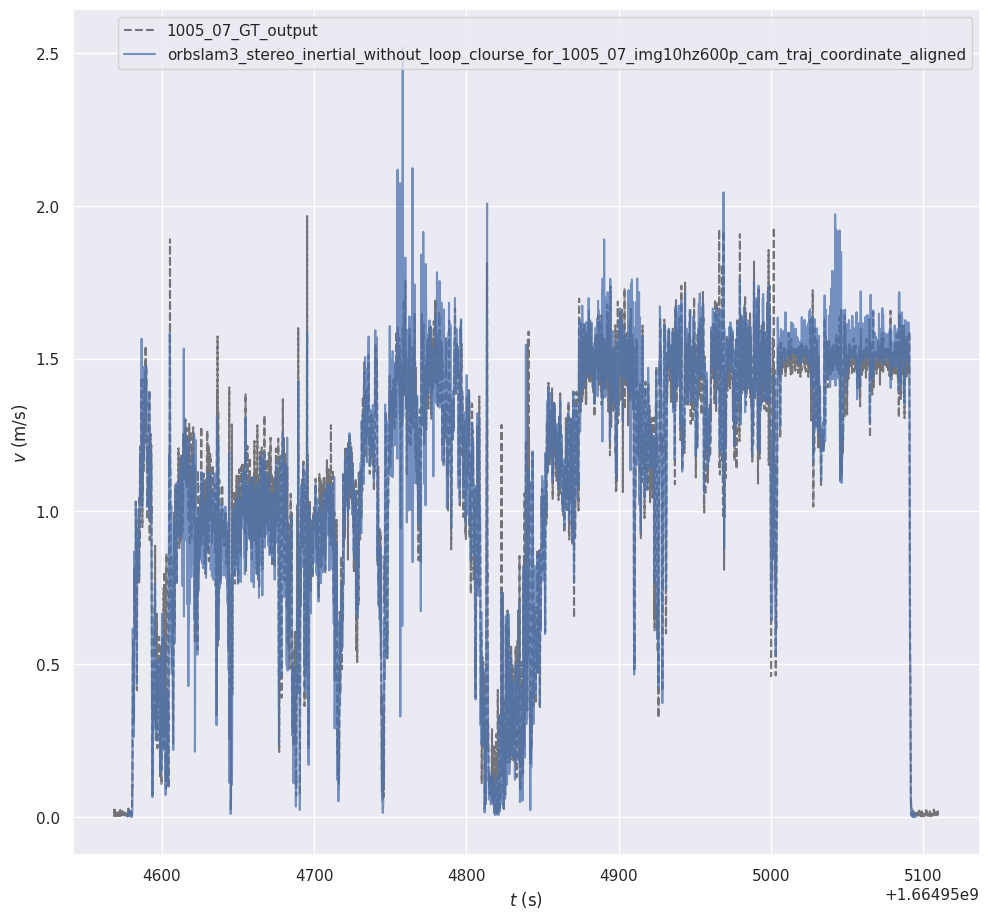 1005_07_GT_output
orbslam3_stereo_inertial_without_loop_clourse_for_1005_07_img10hz600p_cam_traj_coordinate_aligned
2.5
2.0
1.5
1.0
0.5
0.0
v (m/s)
4600 4700 4800 4900 5000 5100
t (s)
+1.66495e9